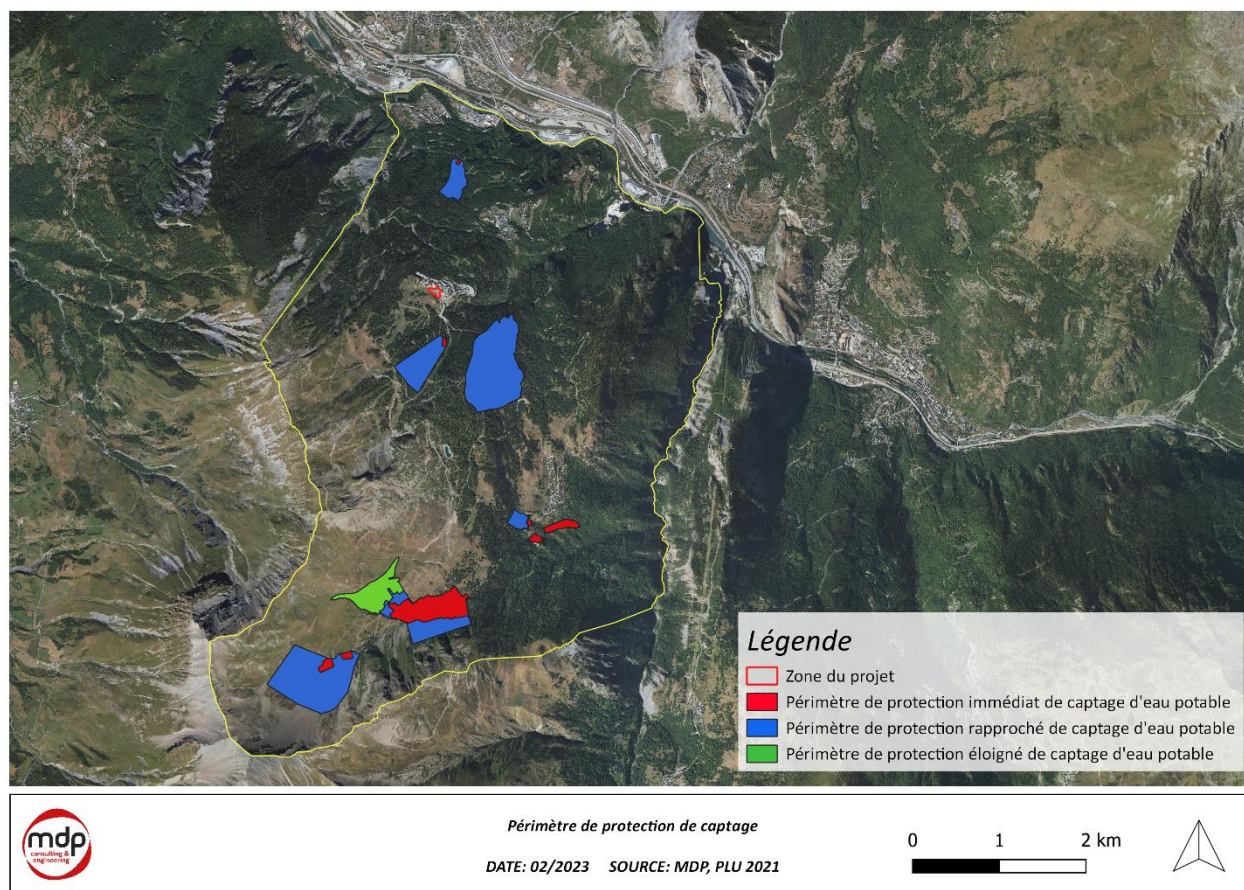 Légende
Zone du projet
Périmètre de protection immédiat de captage d'eau potable
Périmètre de protection rapproché de captage d'eau potable
Périmètre de protection éloigné de captage d'eau potable
mdp
consulting &
engineering
Périmètre de protection de captage
DATE: 02/2023 SOURCE: MDP, PLU 2021
0 1 2 km